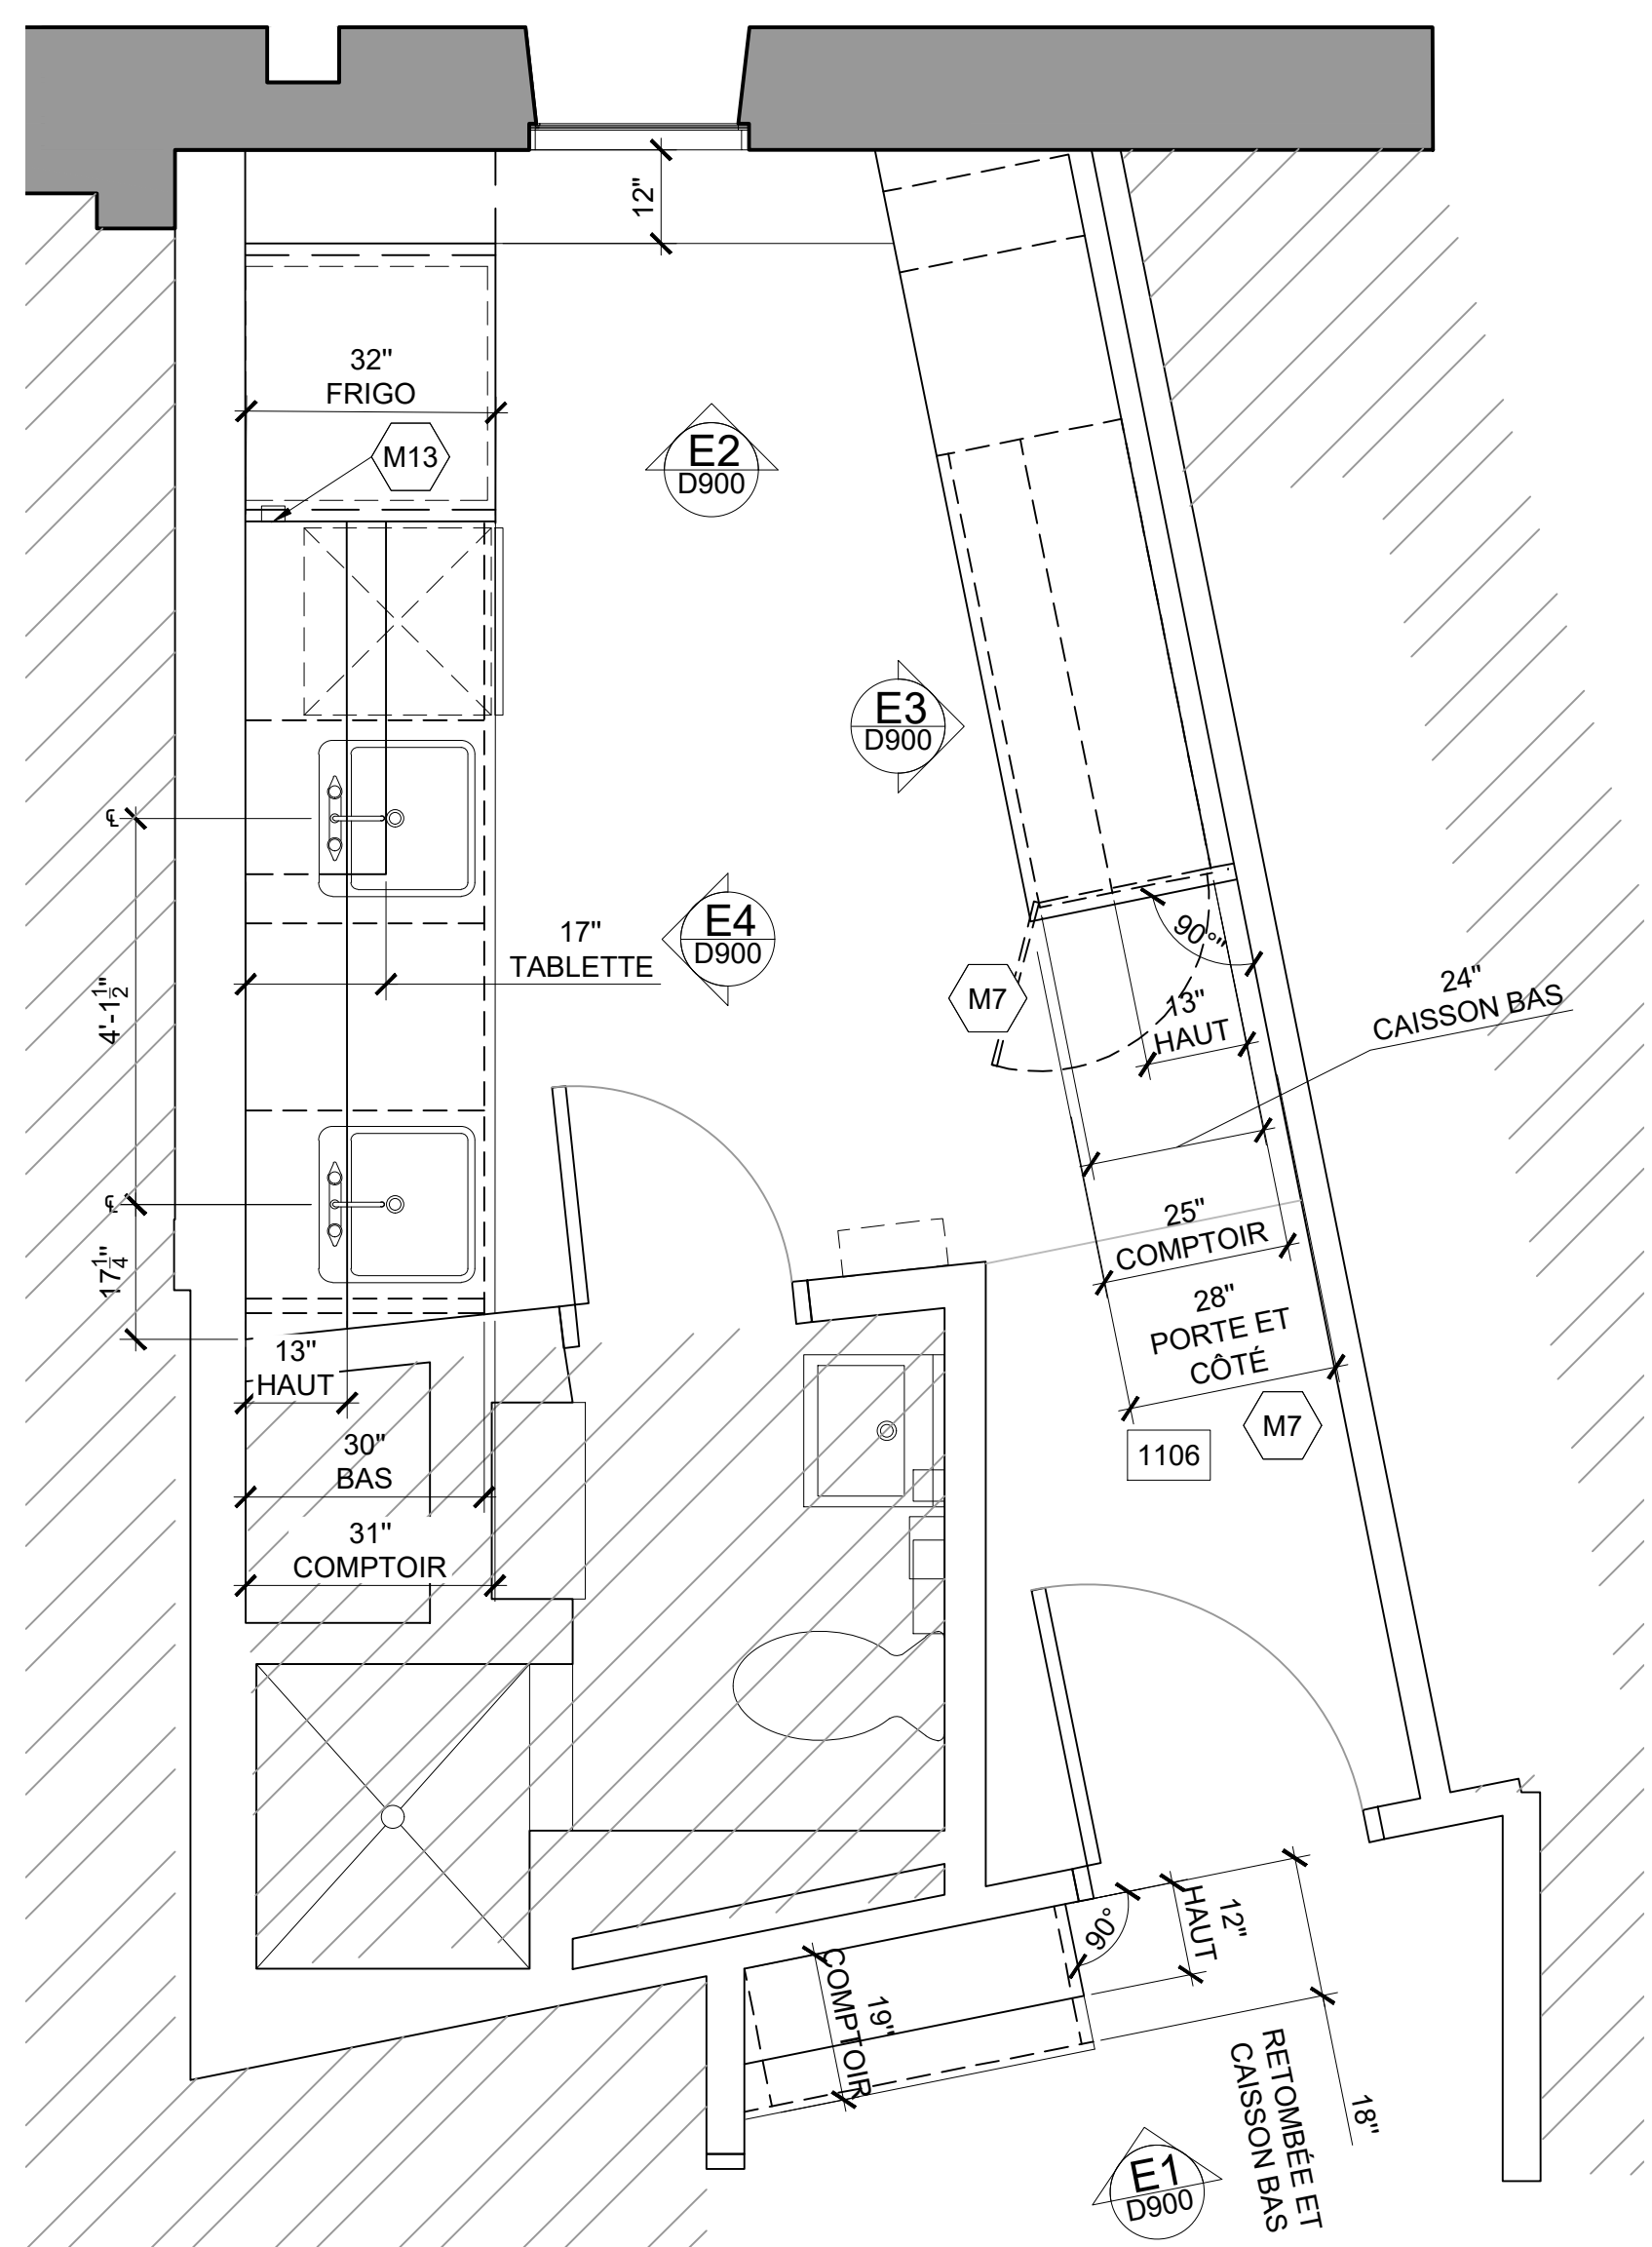 12"
32"
FRIGO
M13
E2
D900
E3
D900
℄
17"
TABLETTE
E4
D900
90°"
M7
13"
HAUT
24"
CAISSON BAS
4'-1 1/2"
℄
17 1/4"
25"
COMPTOIR
28"
PORTE ET
CÔTÉ
13"
HAUT
M7
1106
30"
BAS
31"
COMPTOIR
90°
12"
HAUT
19"
COMPTOIR
18"
RETOMBÉE ET
CAISSON BAS
E1
D900